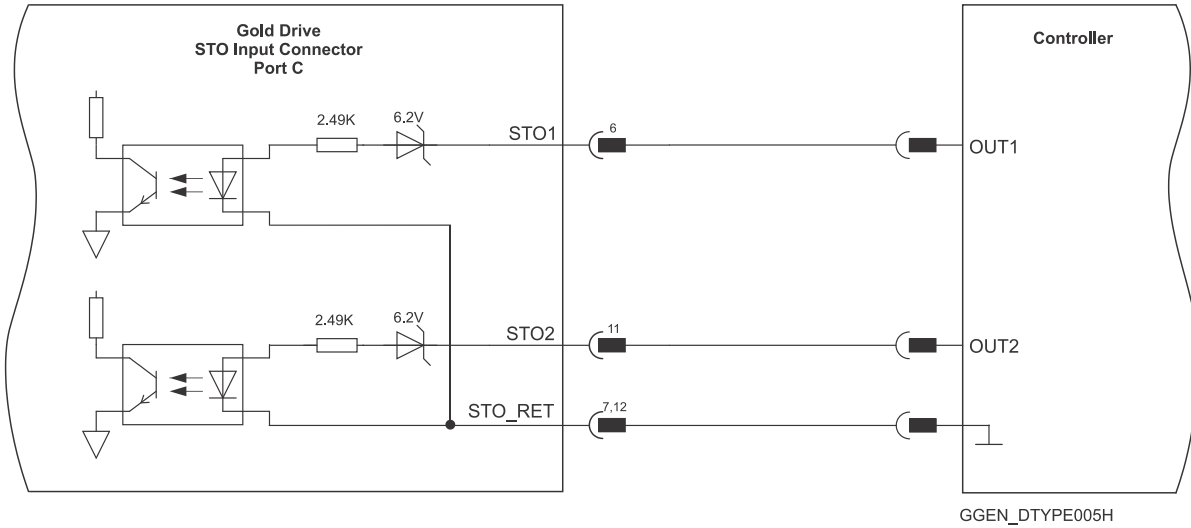 Gold Drive
STO Input Connector
Port C
Controller
2.49K
6.2V
STO1
6
OUT1
2.49K
6.2V
STO2
11
OUT2
STO_RET
7,12
GGEN_DTYPE005H